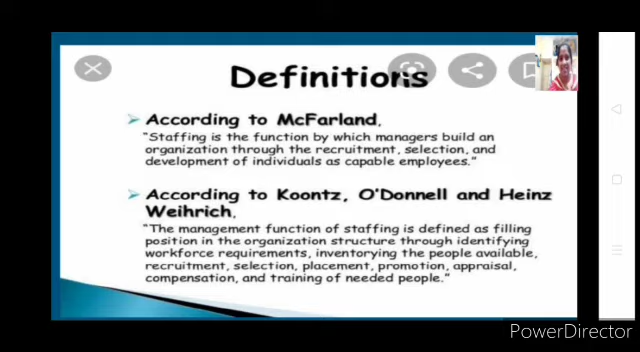 Definitions
According to McFarland,
"Staffing is the function by which managers build an
organization through the recruitment, selection, and
development of individuals as capable employees."
According to Koontz, O'Donnell and Heinz
Weihrich,
"The management function of staffing is defined as filling
position in the organization structure through identifying
workforce requirements, inventorying the people available,
recruitment, selection, placement, promotion, appraisal,
compensation, and training of needed people."
PowerDirector